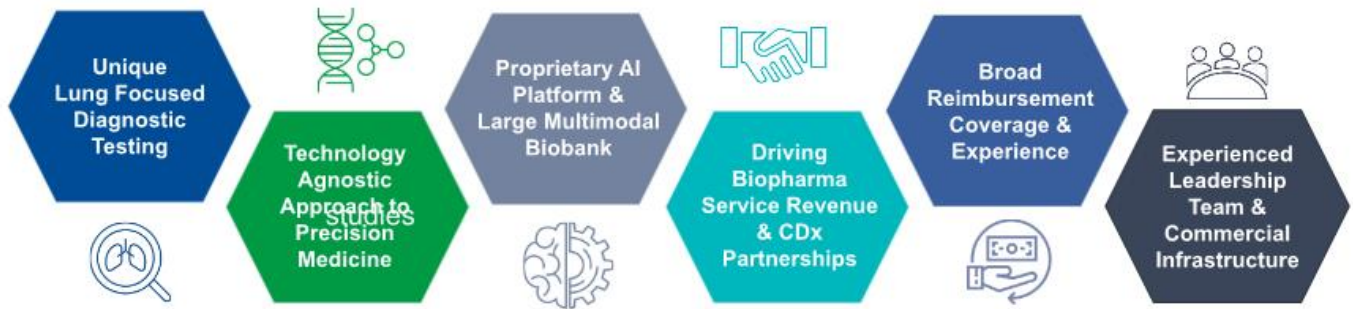 Unique
Lung Focused
Diagnostic
Testing
Technology
Agnostic
Approach to
studies
Precision
Medicine
Proprietary AI
Platform &
Large Multimodal
Biobank
Driving
Biopharma
Service Revenue
& CDx
Partnerships
Broad
Reimbursement
Coverage &
Experience
Experienced
Leadership
Team &
Commercial
Infrastructure